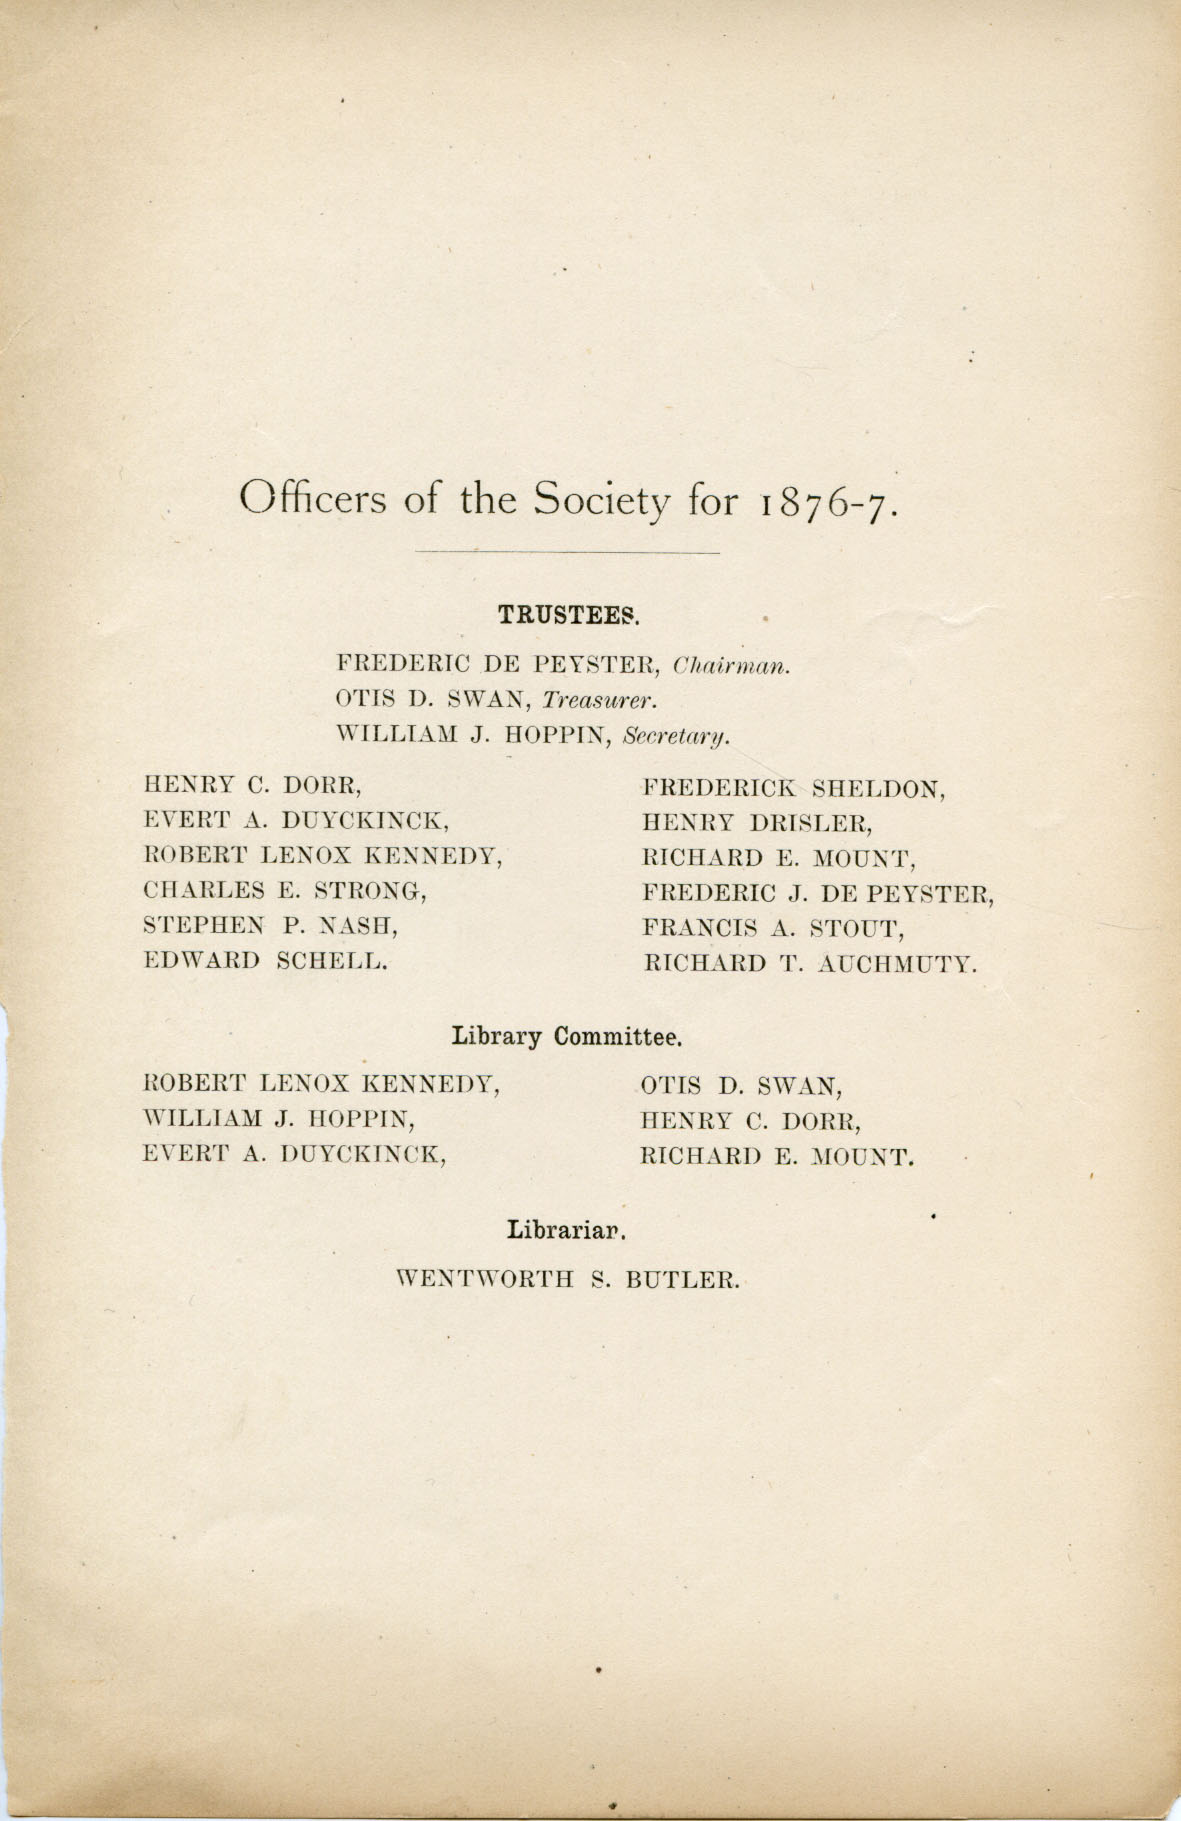 Officers of the Society for 1876-7.
TRUSTEES.
FREDERIC DE PEYSTER, Chairman.
OTIS D. SWAN, Treasurer.
WILLIAM J. HOPPIN, Secretary.
HENRY C. DORR,
EVERT A. DUYCKINCK,
ROBERT LENOX KENNEDY,
CHARLES E. STRONG,
STEPHEN P. NASH,
EDWARD SCHELL.
FREDERICK SHELDON,
HENRY DRISLER,
RICHARD E. MOUNT,
FREDERIC J. DE PEYSTER,
FRANCIS A. STOUT,
RICHARD T. AUCHMUTY.
Library Committee.
ROBERT LENOX KENNEDY,
WILLIAM J. HOPPIN,
EVERT A. DUYCKINCK,
OTIS D. SWAN,
HENRY C. DORR,
RICHARD E. MOUNT.
Librarian.
WENTWORTH S. BUTLER.